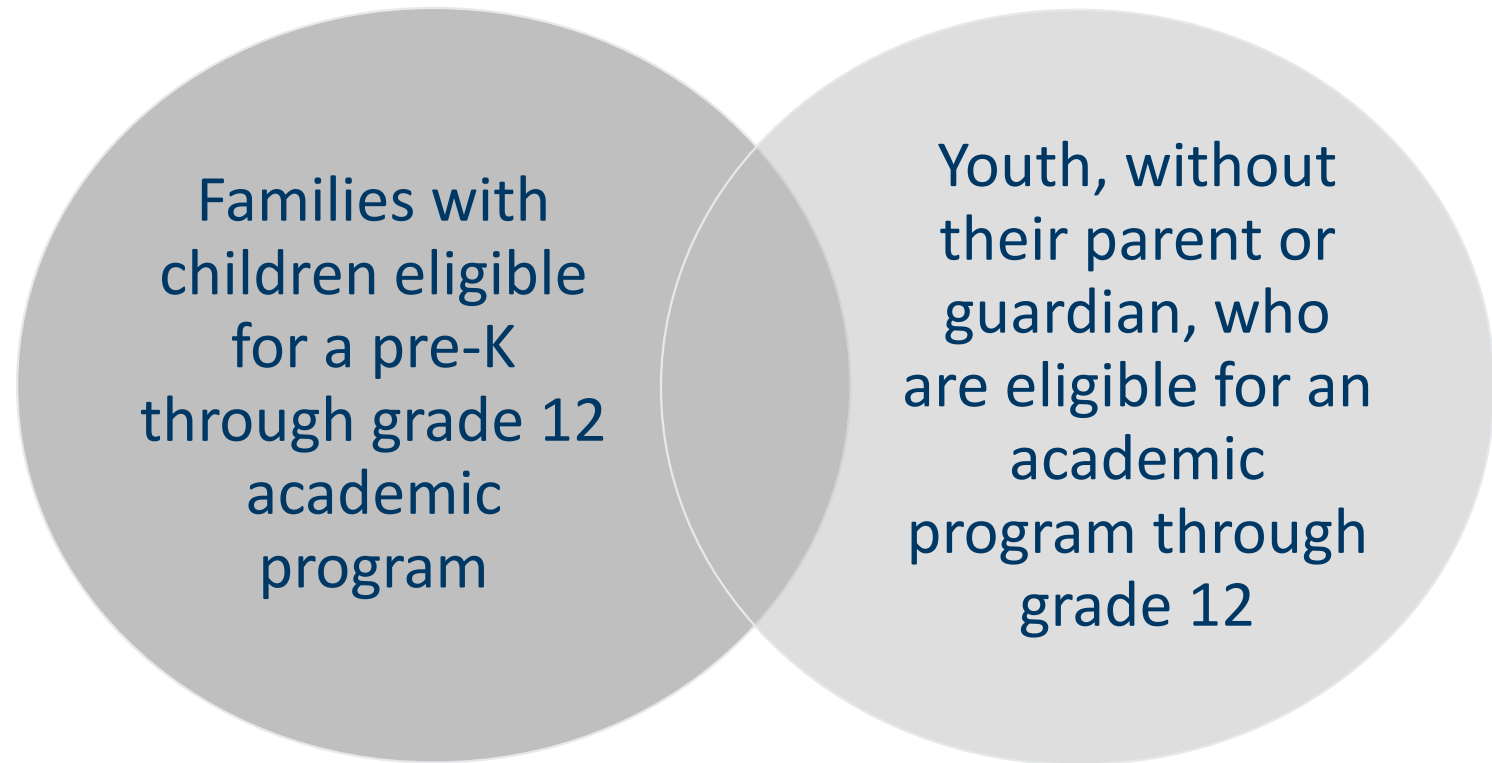 Families with
children eligible
for a pre-K
through grade 12
academic
program
Youth, without
their parent or
guardian, who
are eligible for an
academic
program through
grade 12